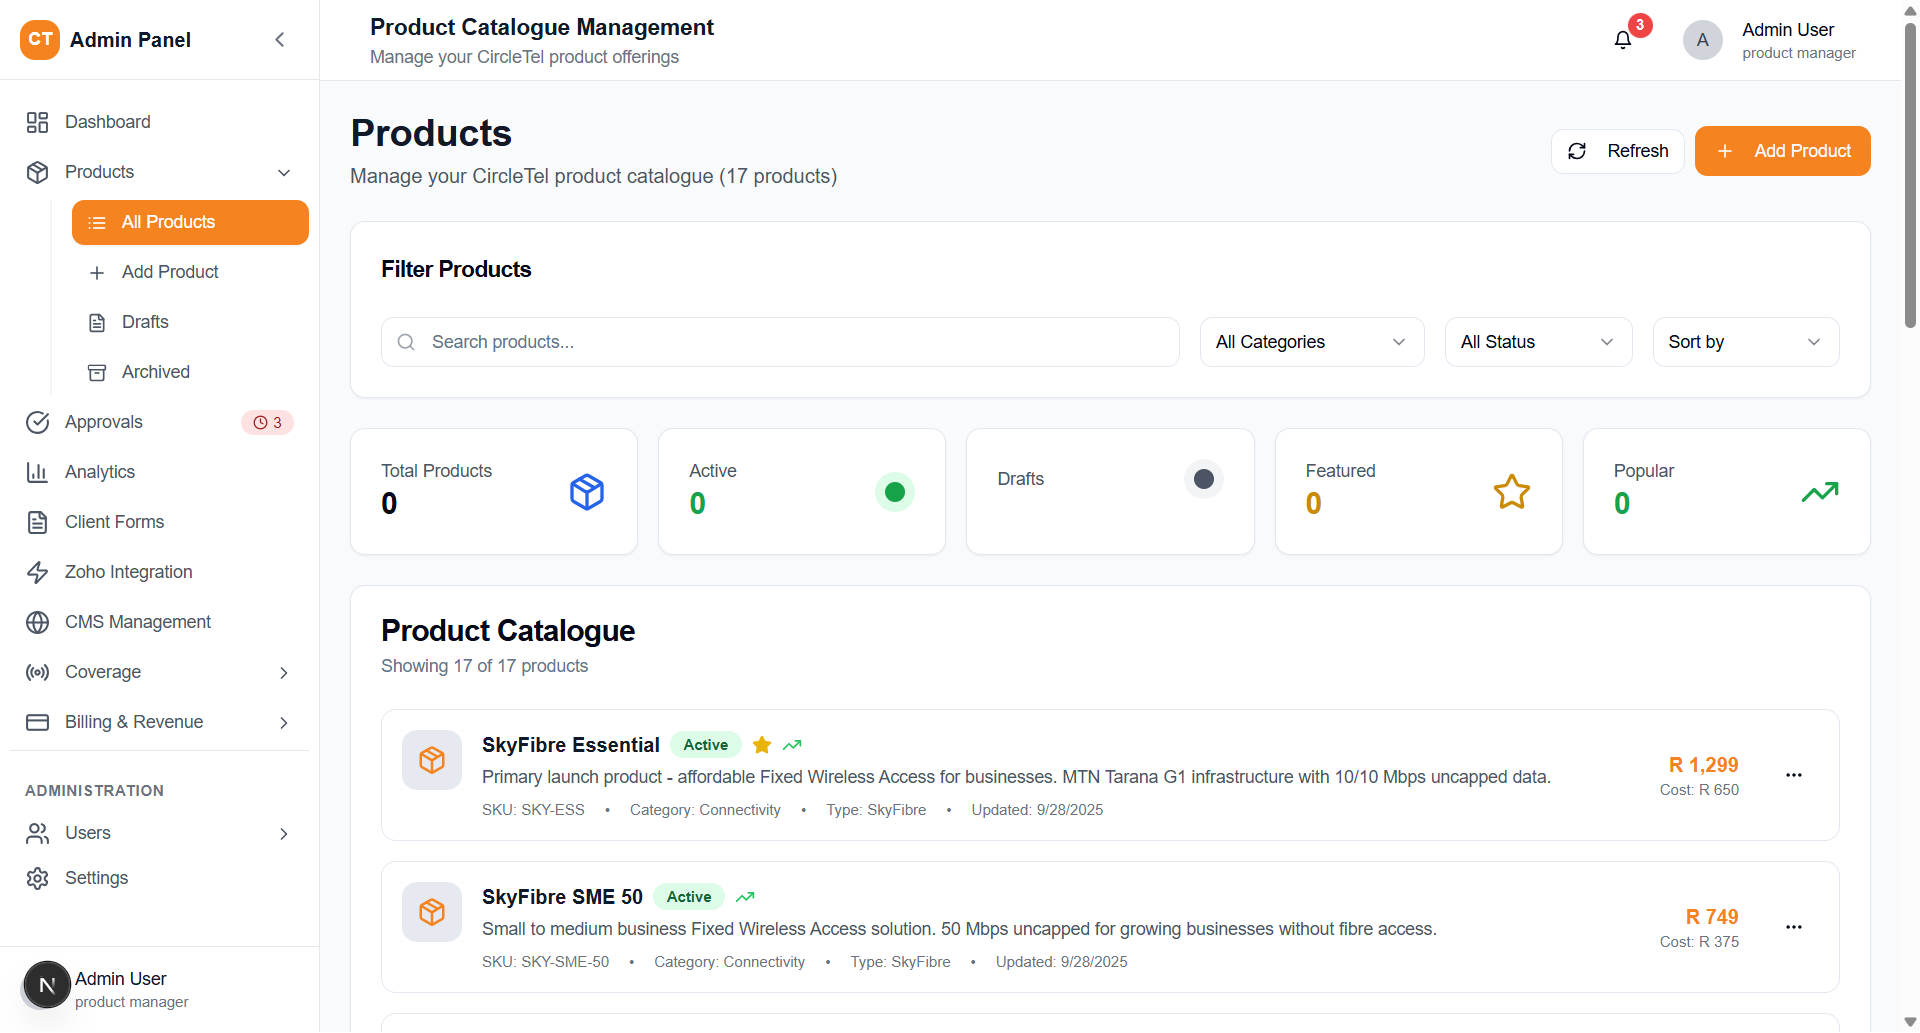 CT Admin Panel
Dashboard
Products
All Products
Add Product
Drafts
Archived
Approvals 3
Analytics
Client Forms
Zoho Integration
CMS Management
Coverage
Billing & Revenue
ADMINISTRATION
Users
Settings
N Admin User
product manager
Product Catalogue Management
Manage your CircleTel product offerings
3
A
Admin User
product manager
Products
Manage your CircleTel product catalogue (17 products)
Refresh
Add Product
Filter Products
Search products...
All Categories
All Status
Sort by
Total Products
0
Active
0
Drafts
Featured
0
Popular
0
Product Catalogue
Showing 17 of 17 products
SkyFibre Essential Active
Primary launch product - affordable Fixed Wireless Access for businesses. MTN Tarana G1 infrastructure with 10/10 Mbps uncapped data.
SKU: SKY-ESS • Category: Connectivity • Type: SkyFibre • Updated: 9/28/2025
R 1,299
Cost: R 650
SkyFibre SME 50 Active
Small to medium business Fixed Wireless Access solution. 50 Mbps uncapped for growing businesses without fibre access.
SKU: SKY-SME-50 • Category: Connectivity • Type: SkyFibre • Updated: 9/28/2025
R 749
Cost: R 375